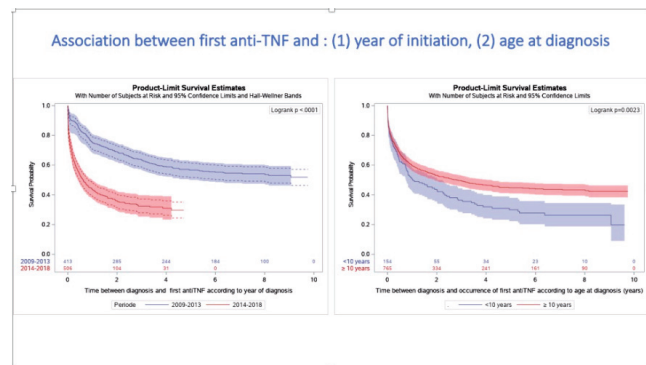 Association between first anti-TNF and : (1) year of initiation, (2) age at diagnosis
Product-Limit Survival Estimates
With Number of Subjects at Risk and 95% Confidence Limits and Hall-Wellner Bands
Logrank p <.0001
1.0
0.8
0.6
0.4
0.2
0.0
Survival Probability
2009-2013 413 285 244 184 100 0
2014-2018 506 104 31 0
0 2 4 6 8 10
Time between diagnosis and first antiTNF according to year of diagnosis
Periode 2009-2013 2014-2018
Product-Limit Survival Estimates
With Number of Subjects at Risk and 95% Confidence Limits
Logrank p=0.0023
1.0
0.8
0.6
0.4
0.2
0.0
Survival Probability
<10 years 154 55 34 23 10 0
≥ 10 years 765 334 241 161 90 0
0 2 4 6 8 10
Time between diagnosis and occurrence of first antiTNF according to age at diagnosis (years)
<10 years ≥ 10 years